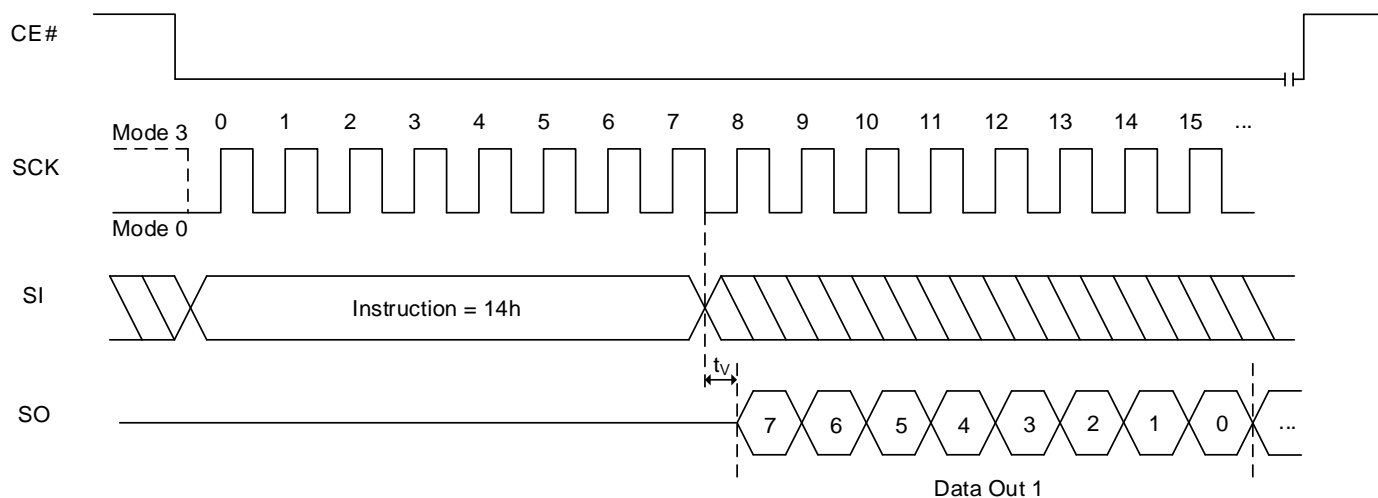 CE#
0 1 2 3 4 5 6 7 8 9 10 11 12 13 14 15 ...
Mode 3
SCK
Mode 0
SI
Instruction = 14h
tV
SO
7 6 5 4 3 2 1 0 ...
Data Out 1